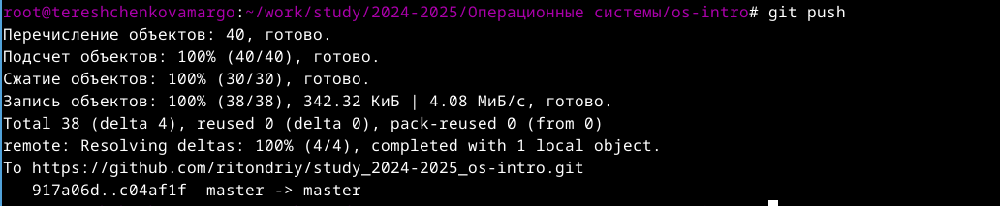 root@tereshchenkovamargo:~/work/study/2024-2025/Операционные системы/os-intro# git push
Перечисление объектов: 40, готово.
Подсчет объектов: 100% (40/40), готово.
Сжатие объектов: 100% (30/30), готово.
Запись объектов: 100% (38/38), 342.32 КиБ | 4.08 МиБ/с, готово.
Total 38 (delta 4), reused 0 (delta 0), pack-reused 0 (from 0)
remote: Resolving deltas: 100% (4/4), completed with 1 local object.
To https://github.com/ritondriy/study_2024-2025_os-intro.git
   917a06d..c04af1f  master -> master